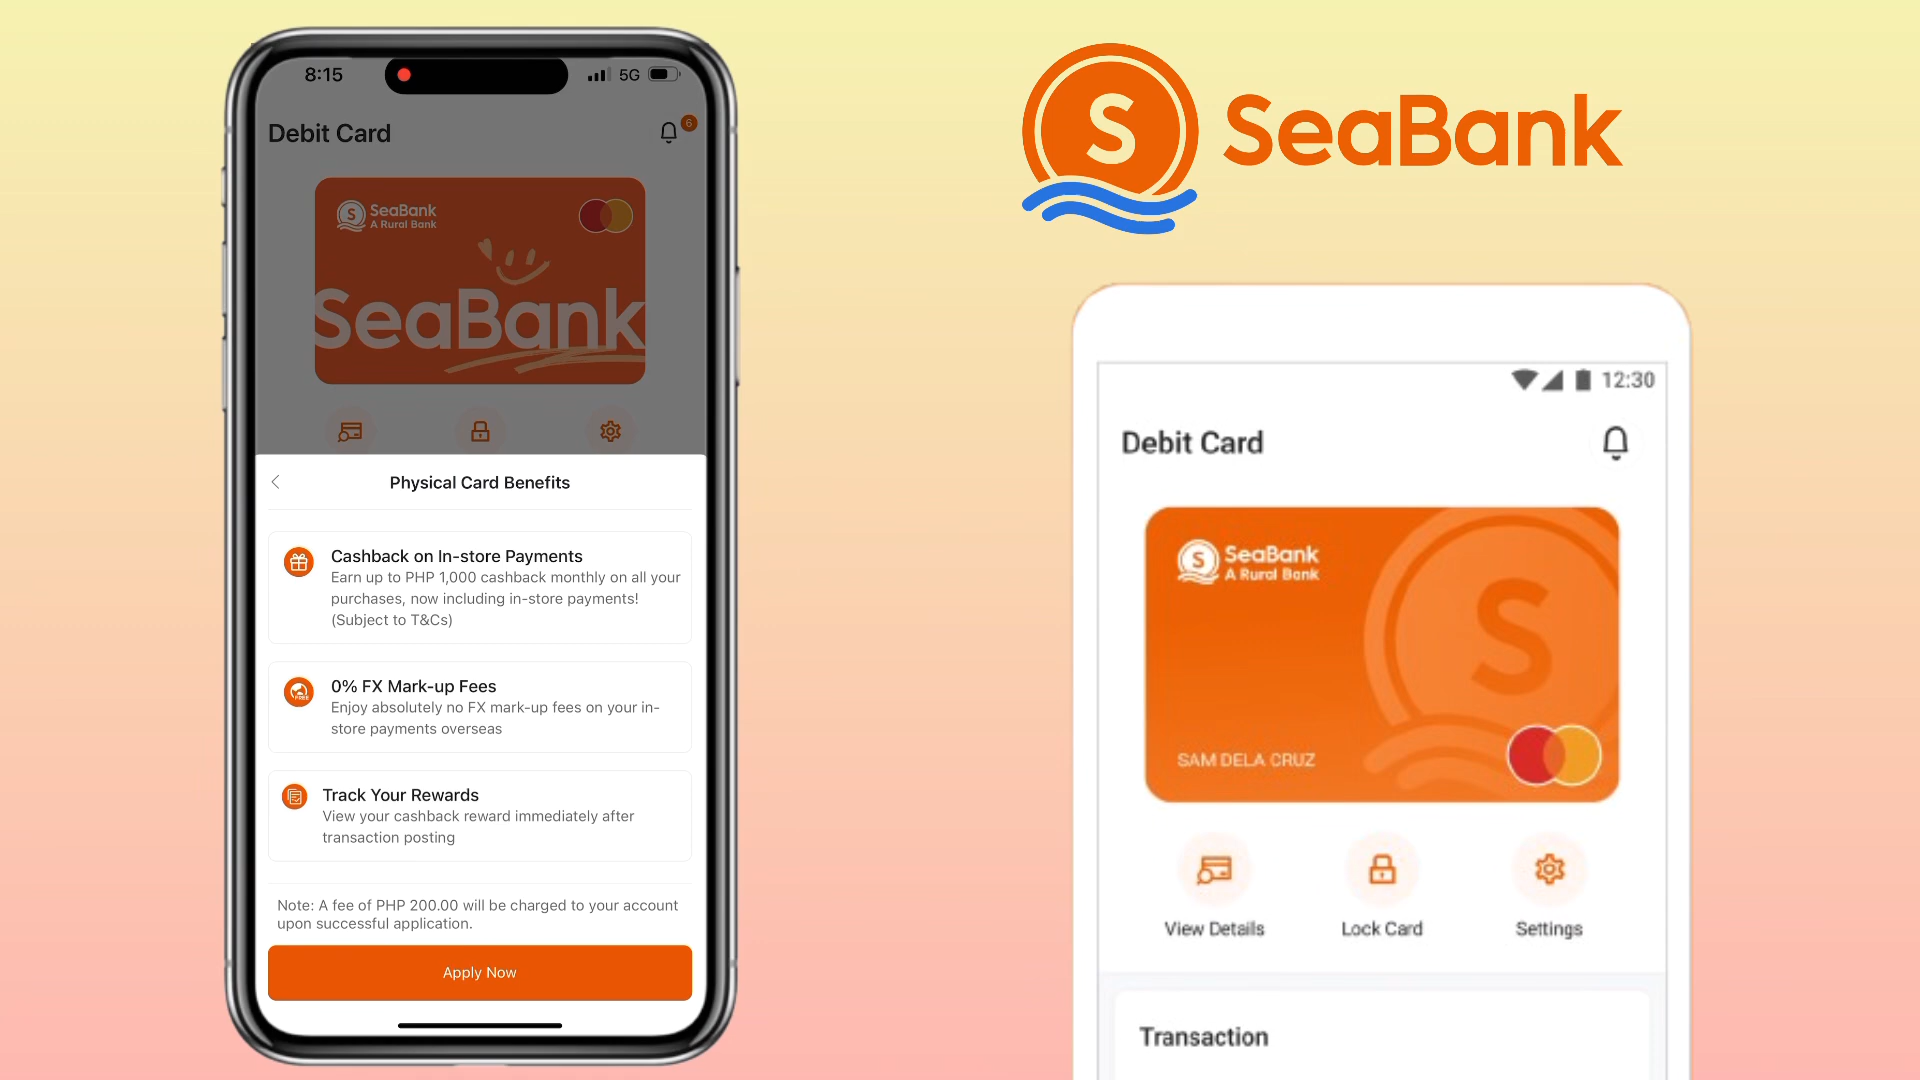 8:15
5G
Debit Card
6
S
SeaBank
A Rural Bank
SeaBank
Physical Card Benefits
Cashback on In-store Payments
Earn up to PHP 1,000 cashback monthly on all your
purchases, now including in-store payments!
(Subject to T&Cs)
0% FX Mark-up Fees
FREE
Enjoy absolutely no FX mark-up fees on your in-
store payments overseas
Track Your Rewards
View your cashback reward immediately after
transaction posting
Note: A fee of PHP 200.00 will be charged to your account
upon successful application.
Apply Now
S
SeaBank
12:30
Debit Card
S
SeaBank
A Rural Bank
S
SAM DELA CRUZ
View Details
Lock Card
Settings
Transaction